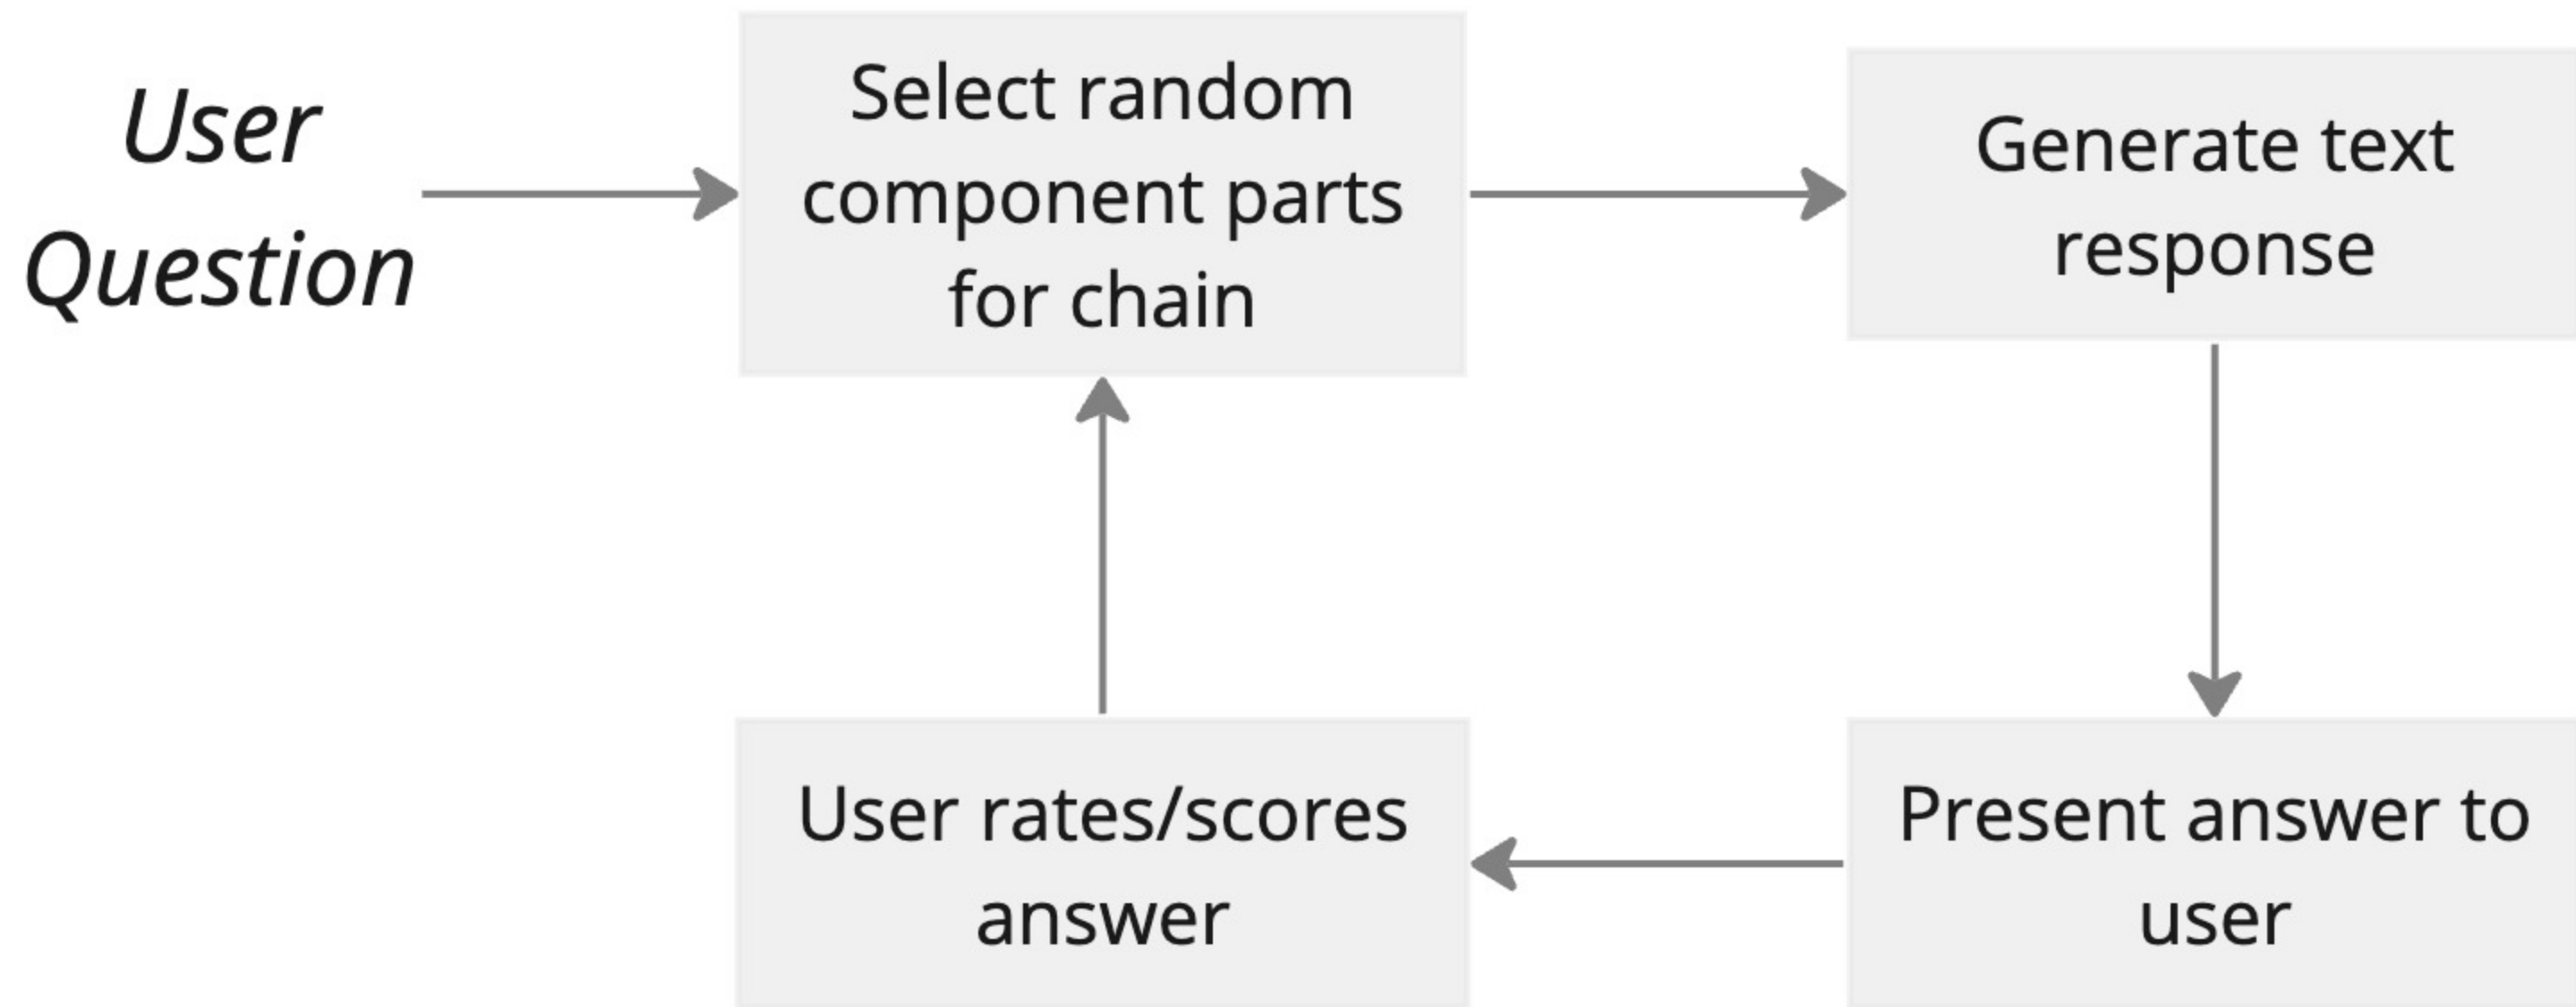 User
Question
Select random
component parts
for chain
Generate text
response
Present answer to
user
User rates/scores
answer